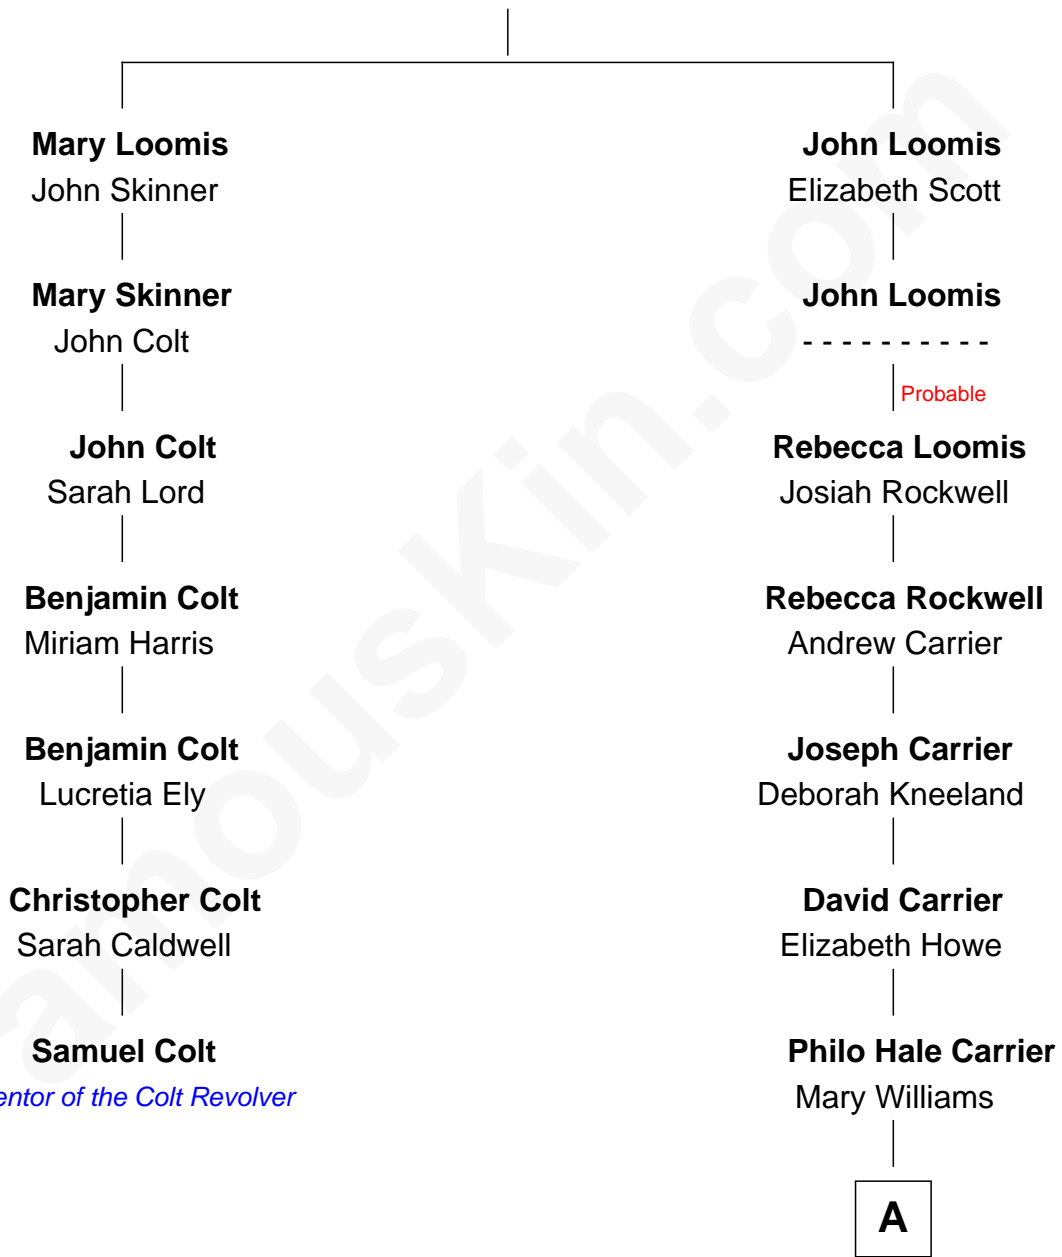 Mary Loomis
John Skinner
John Loomis
Elizabeth Scott
Mary Skinner
John Colt
John Loomis
- - - - - - - - - -
Probable
John Colt
Sarah Lord
Rebecca Loomis
Josiah Rockwell
Benjamin Colt
Miriam Harris
Rebecca Rockwell
Andrew Carrier
Benjamin Colt
Lucretia Ely
Joseph Carrier
Deborah Kneeland
Christopher Colt
Sarah Caldwell
David Carrier
Elizabeth Howe
Samuel Colt
entor of the Colt Revolver
Philo Hale Carrier
Mary Williams
A
amousKin.com